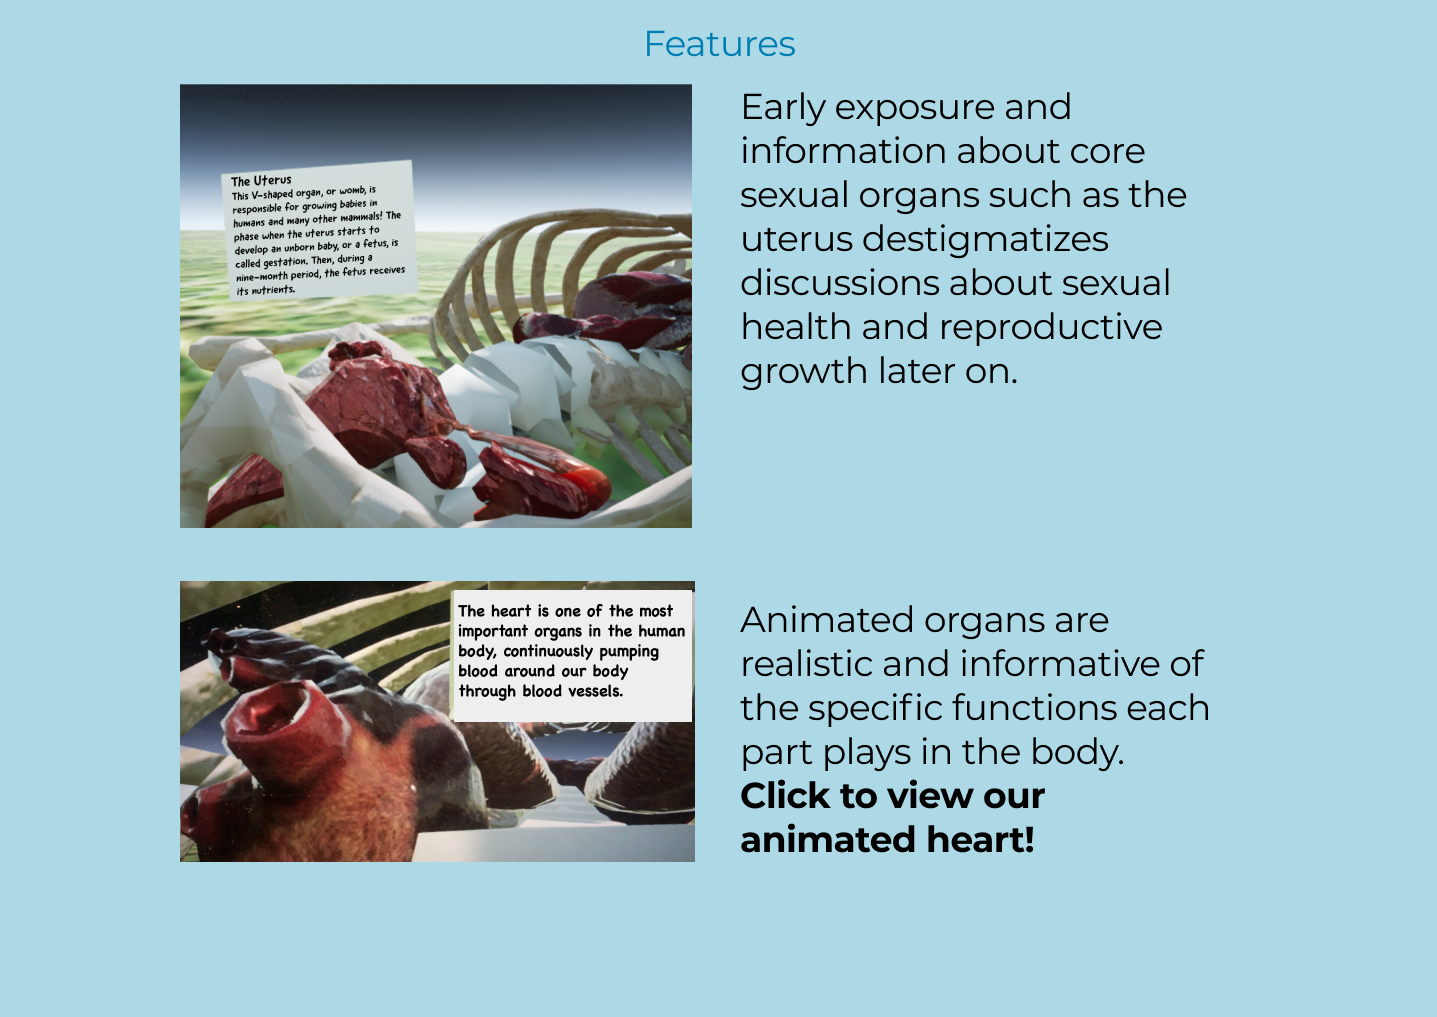 Features
The Uterus
This V-shaped organ, or womb, is
responsible for growing babies in
humans and many other mammals! The
phase when the uterus starts to
develop an unborn baby, or a fetus, is
called gestation. Then, during a
nine-month period, the fetus receives
its nutrients.
Early exposure and
information about core
sexual organs such as the
uterus destigmatizes
discussions about sexual
health and reproductive
growth later on.
The heart is one of the most
important organs in the human
body, continuously pumping
blood around our body
through blood vessels.
Animated organs are
realistic and informative of
the specific functions each
part plays in the body.
Click to view our
animated heart!